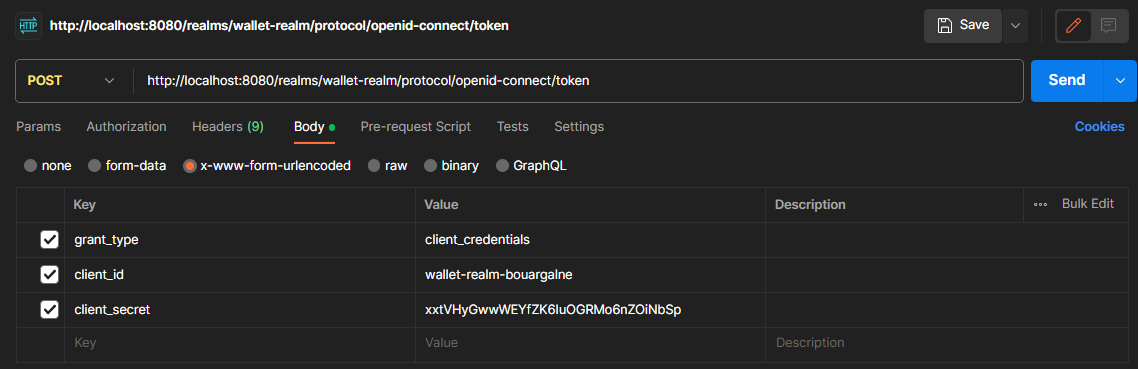 HTTP http://localhost:8080/realms/wallet-realm/protocol/openid-connect/token Save
POST http://localhost:8080/realms/wallet-realm/protocol/openid-connect/token Send
Params Authorization Headers (9) Body Pre-request Script Tests Settings Cookies
none form-data x-www-form-urlencoded raw binary GraphQL
Key Value Description Bulk Edit
grant_type client_credentials
client_id wallet-realm-bouargalne
client_secret xxtVHyGwwWEYfZK6IuOGRMo6nZOiNbSp
Key Value Description